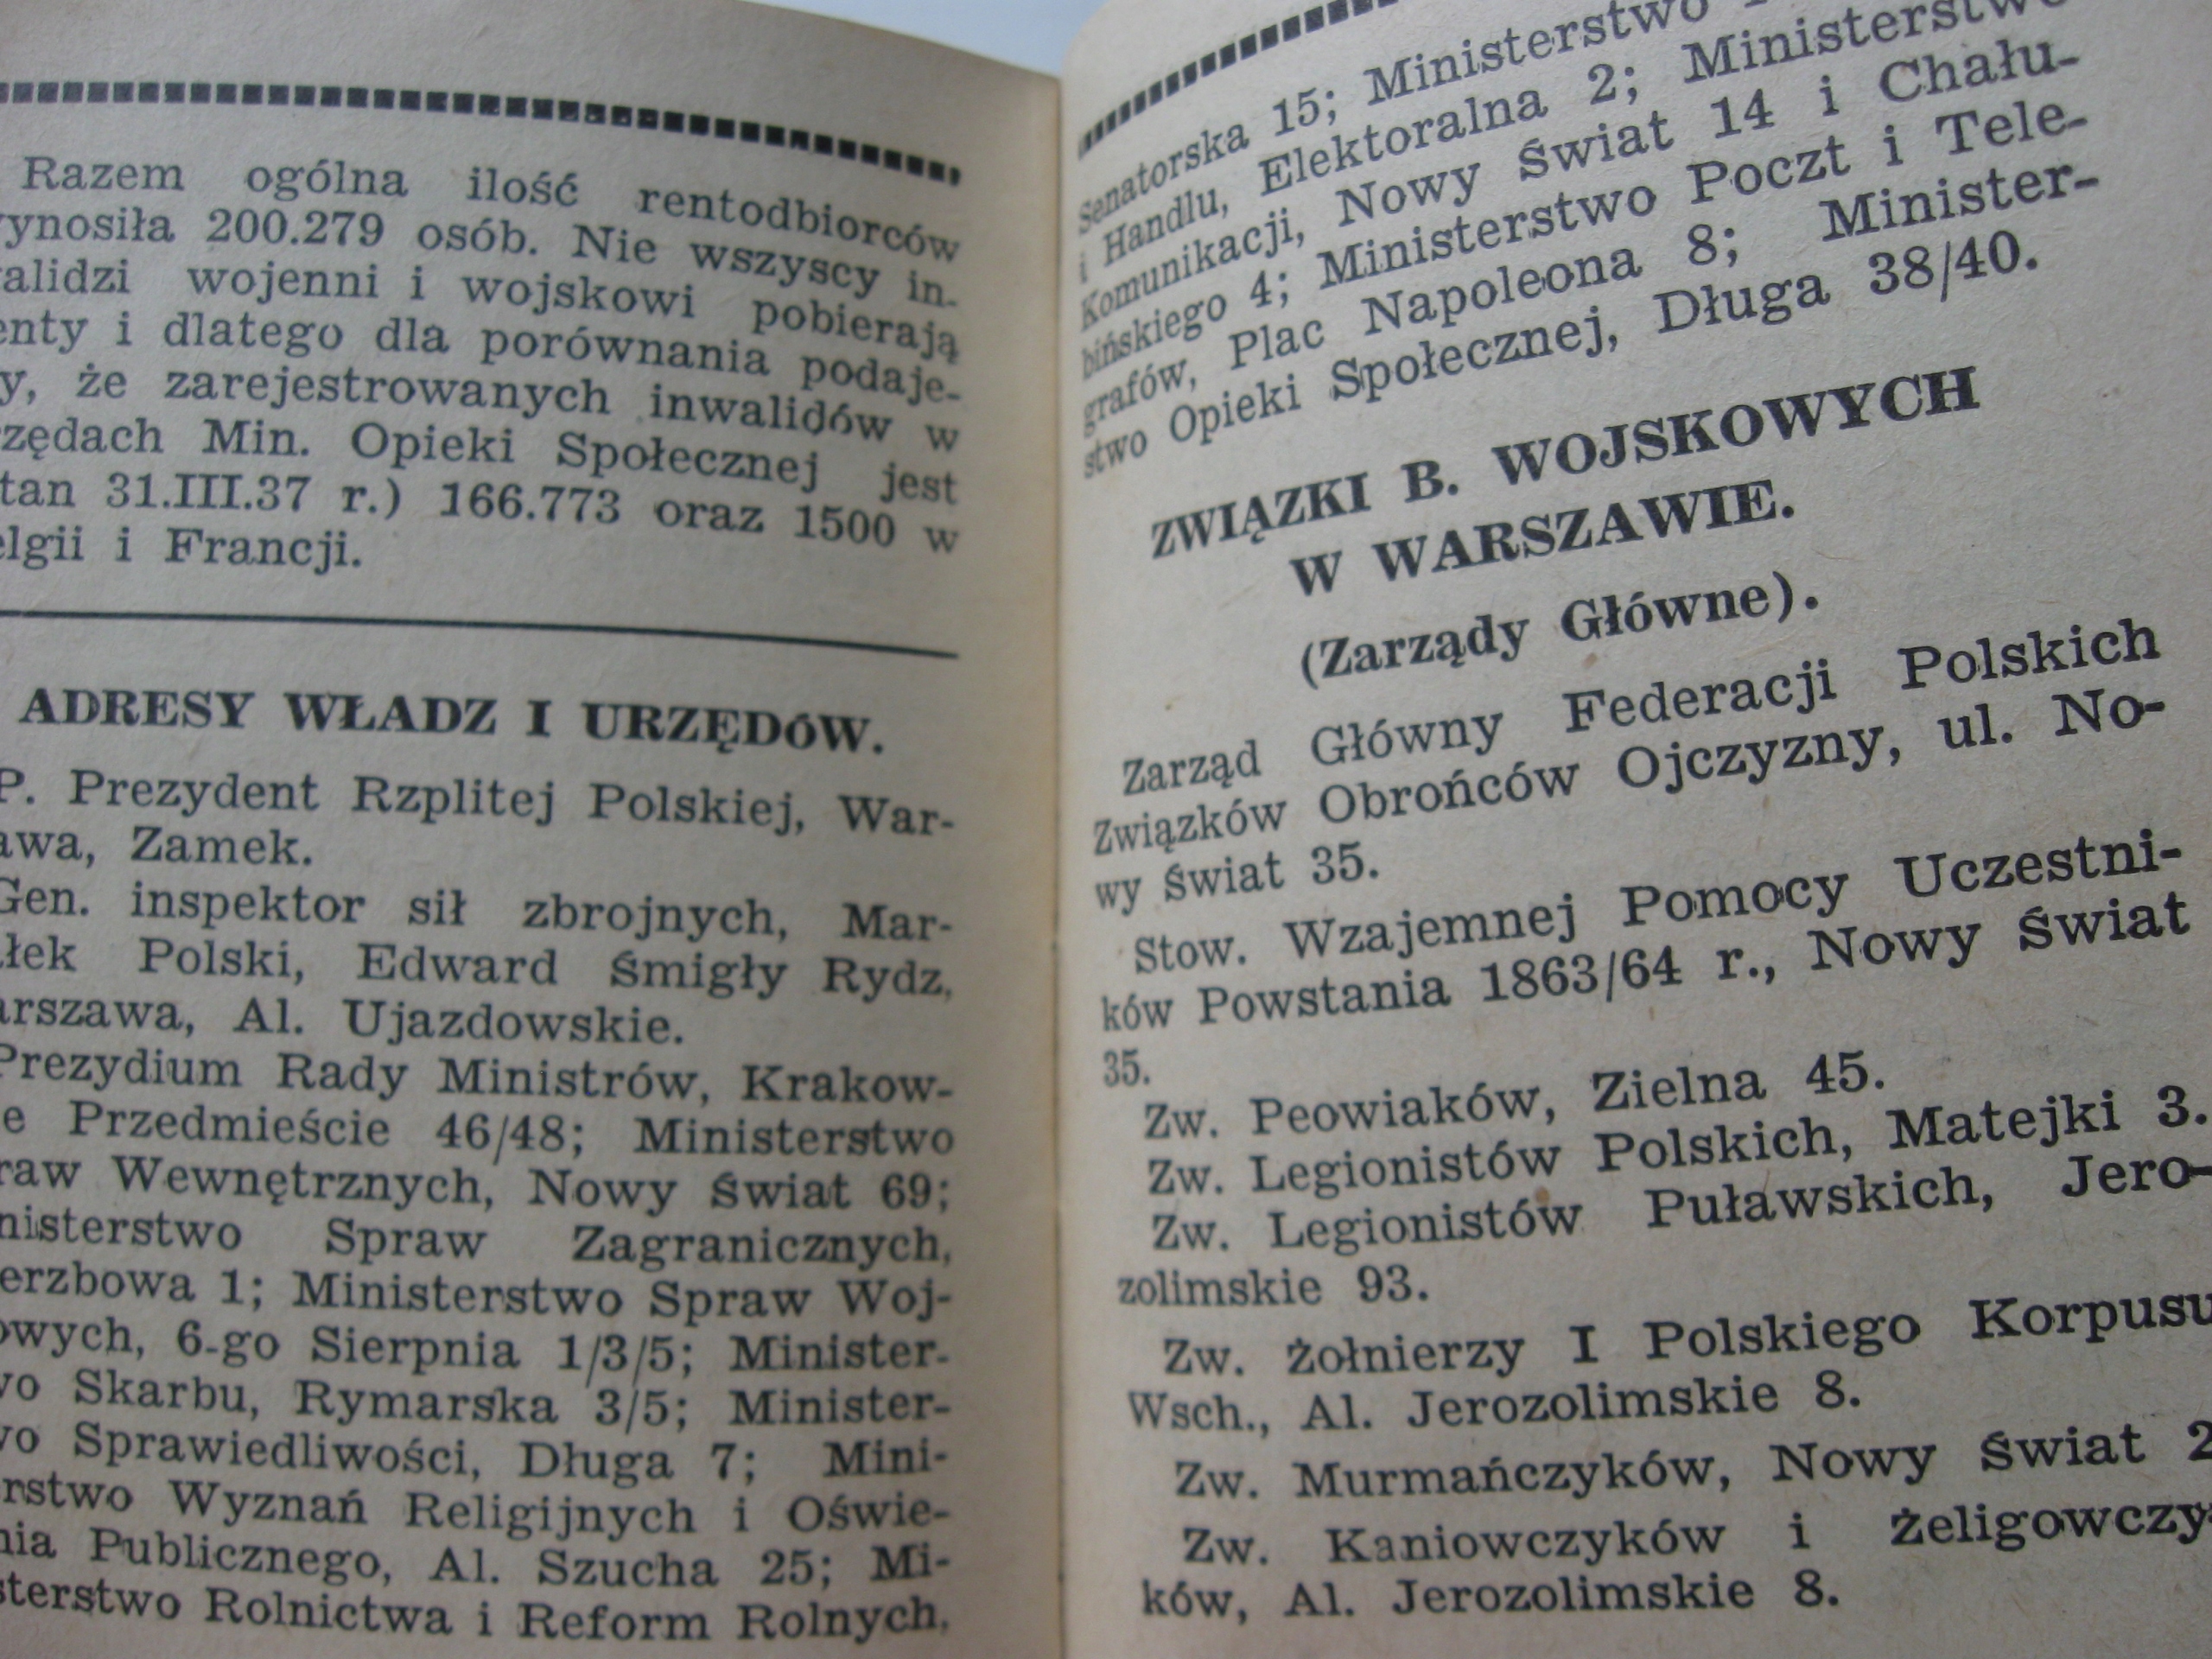 Razem ogólna ilość rentodbiorców
ynosiła 200.279 osób. Nie wszyscy in-
alidzi wojenni i wojskowi pobierają
enty i dlatego dla porównania podaje-
y, że zarejestrowanych inwalidów w
zędach Min. Opieki Społecznej jest
tan 31.III.37 r.) 166.773 oraz 1500 w
elgii i Francji.
ADRESY WŁADZ I URZĘDÓW.
P. Prezydent Rzplitej Polskiej, War-
awa, Zamek.
Gen. inspektor sił zbrojnych, Mar-
ałek Polski, Edward Śmigły Rydz,
arszawa, Al. Ujazdowskie.
Prezydium Rady Ministrów, Krakow-
e Przedmieście 46/48; Ministerstwo
raw Wewnętrznych, Nowy Świat 69;
nisterstwo Spraw Zagranicznych,
erzbowa 1; Ministerstwo Spraw Woj-
owych, 6-go Sierpnia 1/3/5; Minister-
wo Skarbu, Rymarska 3/5; Minister-
wo Sprawiedliwości, Długa 7; Mini-
rstwo Wyznań Religijnych i Oświe-
nia Publicznego, Al. Szucha 25; Mi-
sterstwo Rolnictwa i Reform Rolnych,
Senatorska 15; Ministerstwo
i Handlu, Elektoralna 2; Ministerstwo
Komunikacji, Nowy Świat 14 i Chału-
bińskiego 4; Ministerstwo Poczt i Tele-
grafów, Plac Napoleona 8; Minister-
stwo Opieki Społecznej, Długa 38/40.
ZWIĄZKI B. WOJSKOWYCH
W WARSZAWIE.
(Zarządy Główne).
Zarząd Główny Federacji Polskich
Związków Obrońców Ojczyzny, ul. No-
wy Świat 35.
Stow. Wzajemnej Pomocy Uczestni-
ków Powstania 1863/64 r., Nowy Świat
35.
Zw. Peowiaków, Zielna 45.
Zw. Legionistów Polskich, Matejki 3.
Zw. Legionistów Puławskich, Jero-
zolimskie 93.
Zw. Żołnierzy I Polskiego Korpusu
Wsch., Al. Jerozolimskie 8.
Zw. Murmańczyków, Nowy Świat 2
Zw. Kaniowczyków i Żeligowczy-
ków, Al. Jerozolimskie 8.